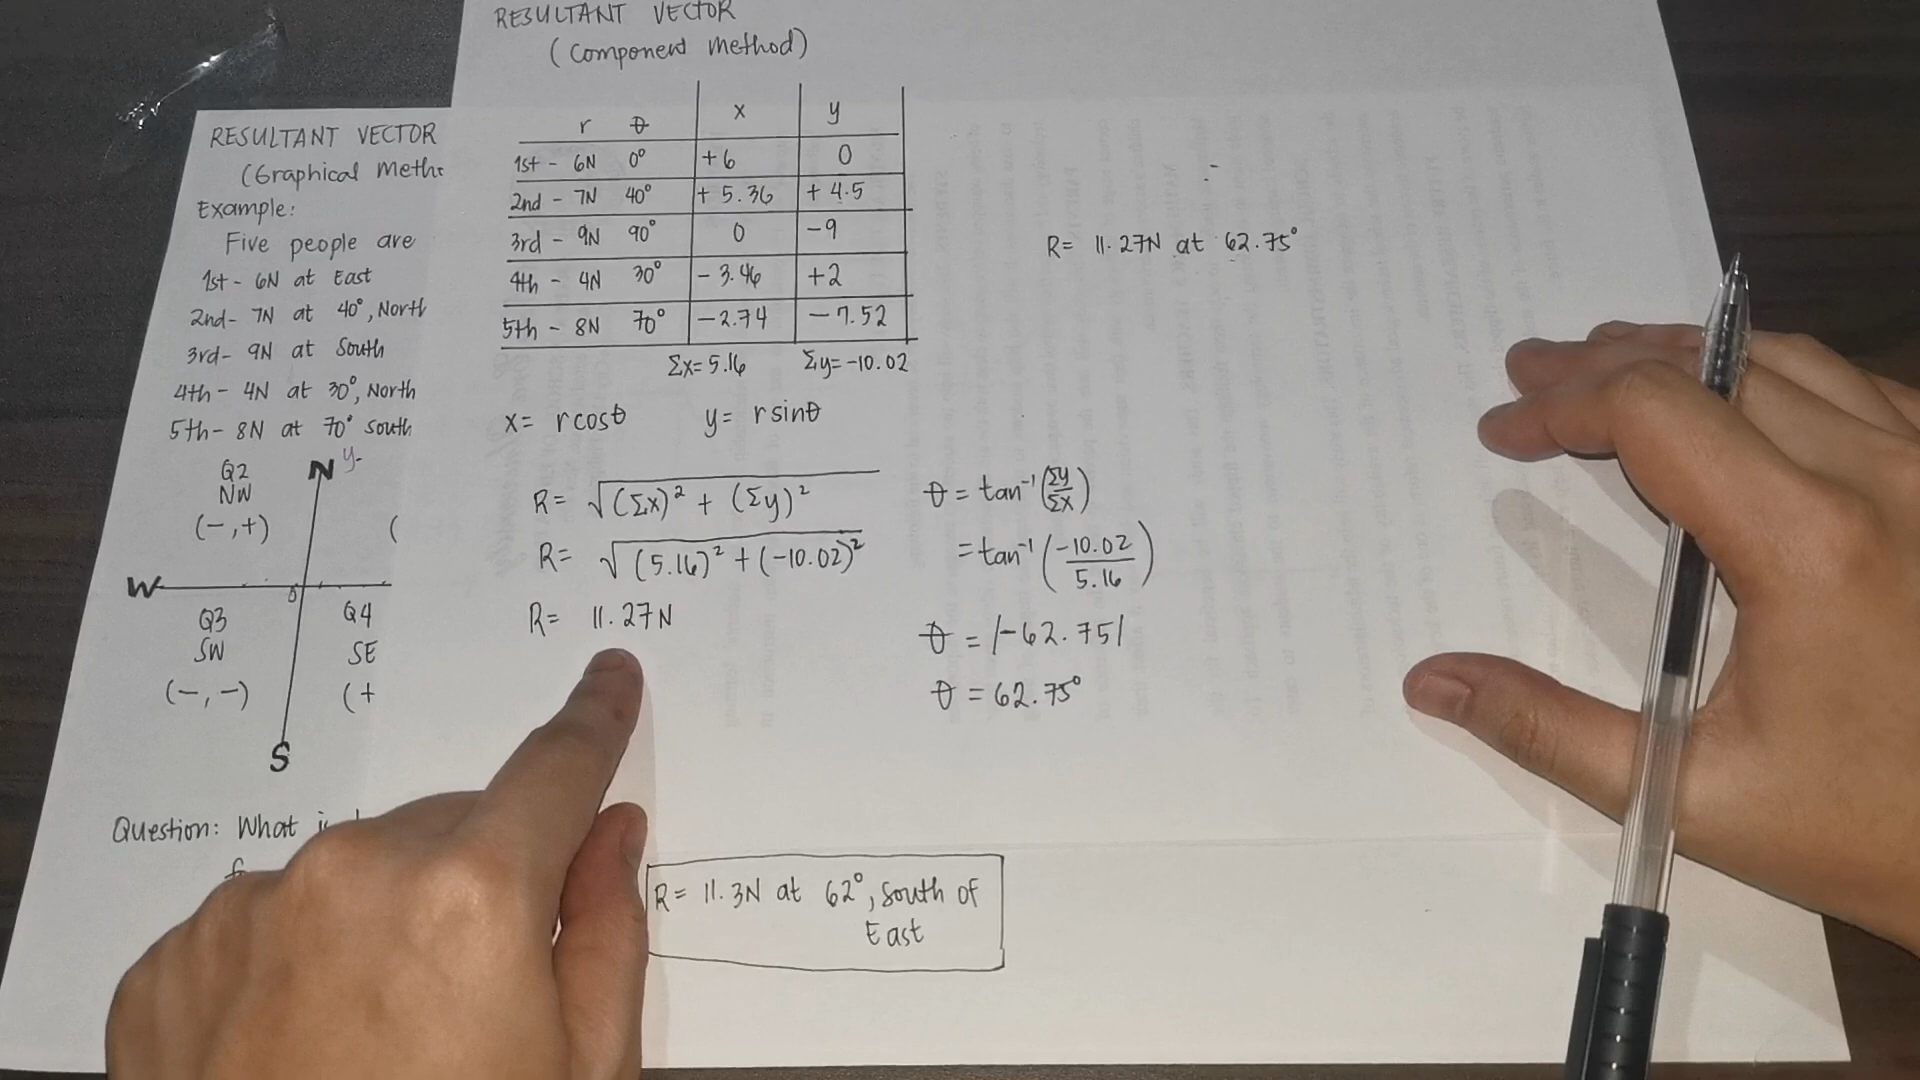 RESULTANT VECTOR
(Component Method)
r θ x y
1st - 6N 0° +6 0
2nd - 7N 40° +5.36 +4.5
3rd - 9N 90° 0 -9
4th - 4N 30° -3.46 +2
5th - 8N 70° -2.74 -7.52
Σx= 5.16 Σy= -10.02
x= rcosθ y= rsinθ
R= √(Σx)² + (Σy)²
R= √(5.16)² + (-10.02)²
R= 11.27N
θ = tan⁻¹(Σy/Σx)
= tan⁻¹(-10.02/5.16)
θ = |-62.75|
θ = 62.75°
R= 11.27N at 62.75°
R= 11.3N at 62°, South of
East
RESULTANT VECTOR
(Graphical Meth
Example:
Five people are
1st - 6N at East
2nd- 7N at 40°, North
3rd- 9N at South
4th - 4N at 30°, North
5th- 8N at 70° South
Q2 N y-
NW
(-,+) (
W 0
Q3 Q4
SW SE
(-,-) (+
S
Question: What